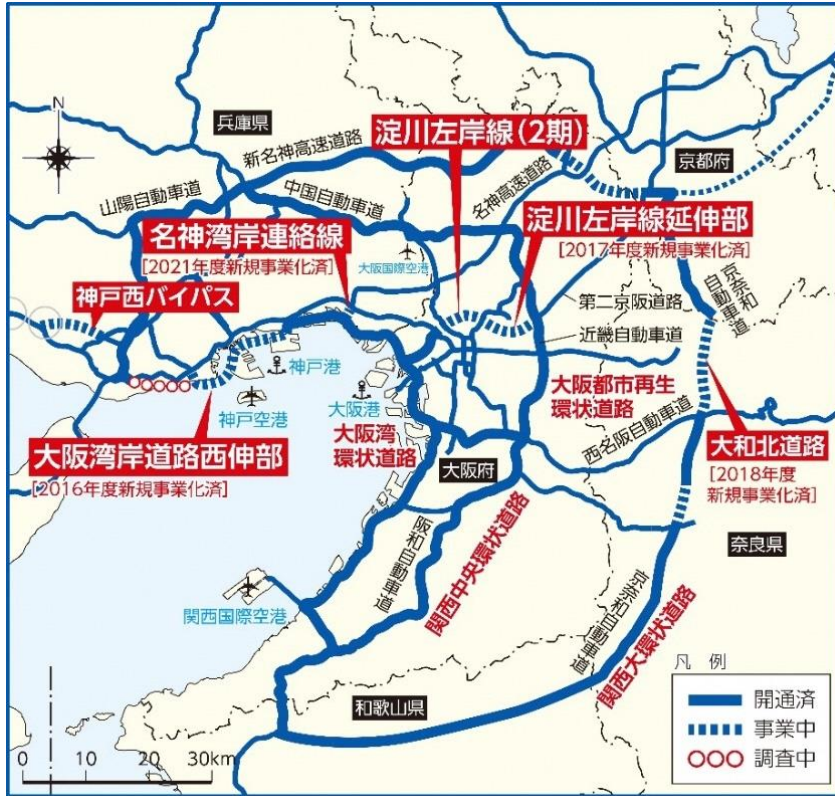 N
兵庫県
新名神高速道路
淀川左岸線(2期)
名神高速道路
京都府
山陽自動車道
中国自動車道
名神湾岸連絡線
[2021年度新規事業化済]
大阪国際空港
淀川左岸線延伸部
[2017年度新規事業化済]
神戸西バイパス
第二京阪道路
京奈和
自動車道
近畿自動車道
神戸港
神戸空港
大阪港
大阪湾
環状道路
大阪都市再生
環状道路
西名阪自動車道
大阪湾岸道路西伸部
[2016年度新規事業化済]
大阪府
大和北道路
[2018年度
新規事業化済]
奈良県
阪和自動車道
関西中央環状道路
関西国際空港
京奈和自動車道
関西大環状道路
和歌山県
凡 例
開通済
事業中
調査中
0 10 20 30km